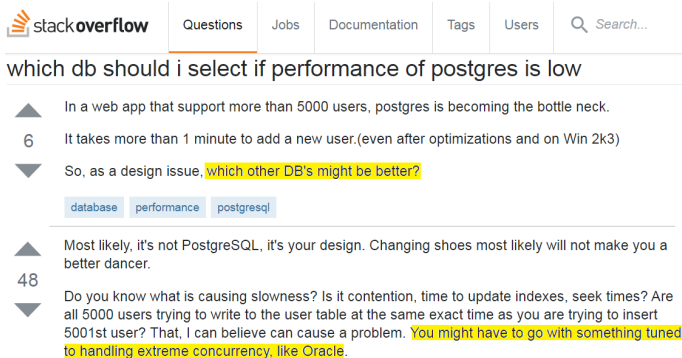 stackoverflow Questions Jobs Documentation Tags Users Search...
which db should i select if performance of postgres is low
In a web app that support more than 5000 users, postgres is becoming the bottle neck.
6
It takes more than 1 minute to add a new user.(even after optimizations and on Win 2k3)
So, as a design issue, which other DB's might be better?
database performance postgresql
Most likely, it's not PostgreSQL, it's your design. Changing shoes most likely will not make you a
better dancer.
48
Do you know what is causing slowness? Is it contention, time to update indexes, seek times? Are
all 5000 users trying to write to the user table at the same exact time as you are trying to insert
5001st user? That, I can believe can cause a problem. You might have to go with something tuned
to handling extreme concurrency, like Oracle.